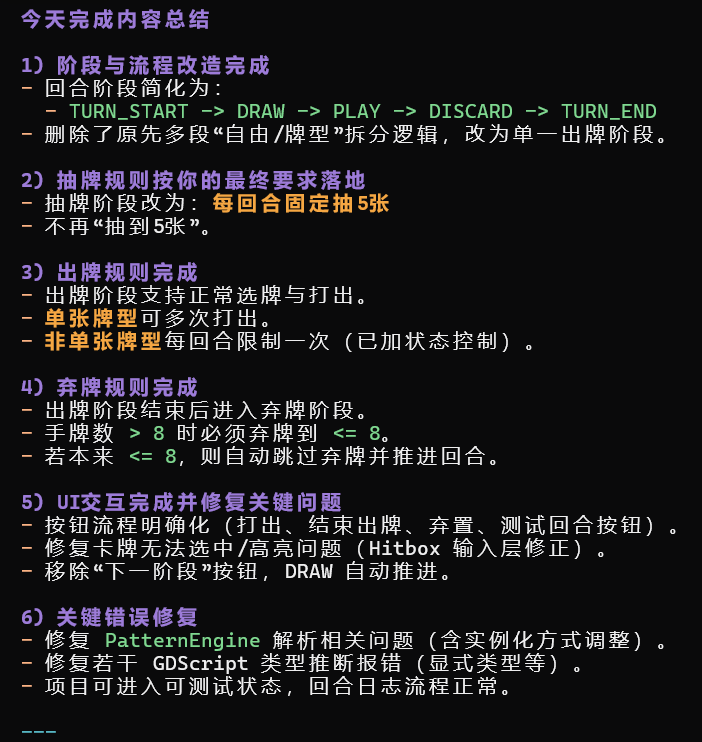 今天完成内容总结
1) 阶段与流程改造完成
- 回合阶段简化为：
- TURN_START -> DRAW -> PLAY -> DISCARD -> TURN_END
- 删除了原先多段“自由/牌型”拆分逻辑，改为单一出牌阶段。
2) 抽牌规则按你的最终要求落地
- 抽牌阶段改为：每回合固定抽5张
- 不再“抽到5张”。
3) 出牌规则完成
- 出牌阶段支持正常选牌与打出。
- 单张牌型可多次打出。
- 非单张牌型每回合限制一次（已加状态控制）。
4) 弃牌规则完成
- 出牌阶段结束后进入弃牌阶段。
- 手牌数 > 8 时必须弃牌到 <= 8。
- 若本来 <= 8，则自动跳过弃牌并推进回合。
5) UI交互完成并修复关键问题
- 按钮流程明确化（打出、结束出牌、弃置、测试回合按钮）。
- 修复卡牌无法选中/高亮问题（Hitbox 输入层修正）。
- 移除“下一阶段”按钮，DRAW 自动推进。
6) 关键错误修复
- 修复 PatternEngine 解析相关问题（含实例化方式调整）。
- 修复若干 GDScript 类型推断报错（显式类型等）。
- 项目可进入可测试状态，回合日志流程正常。
---